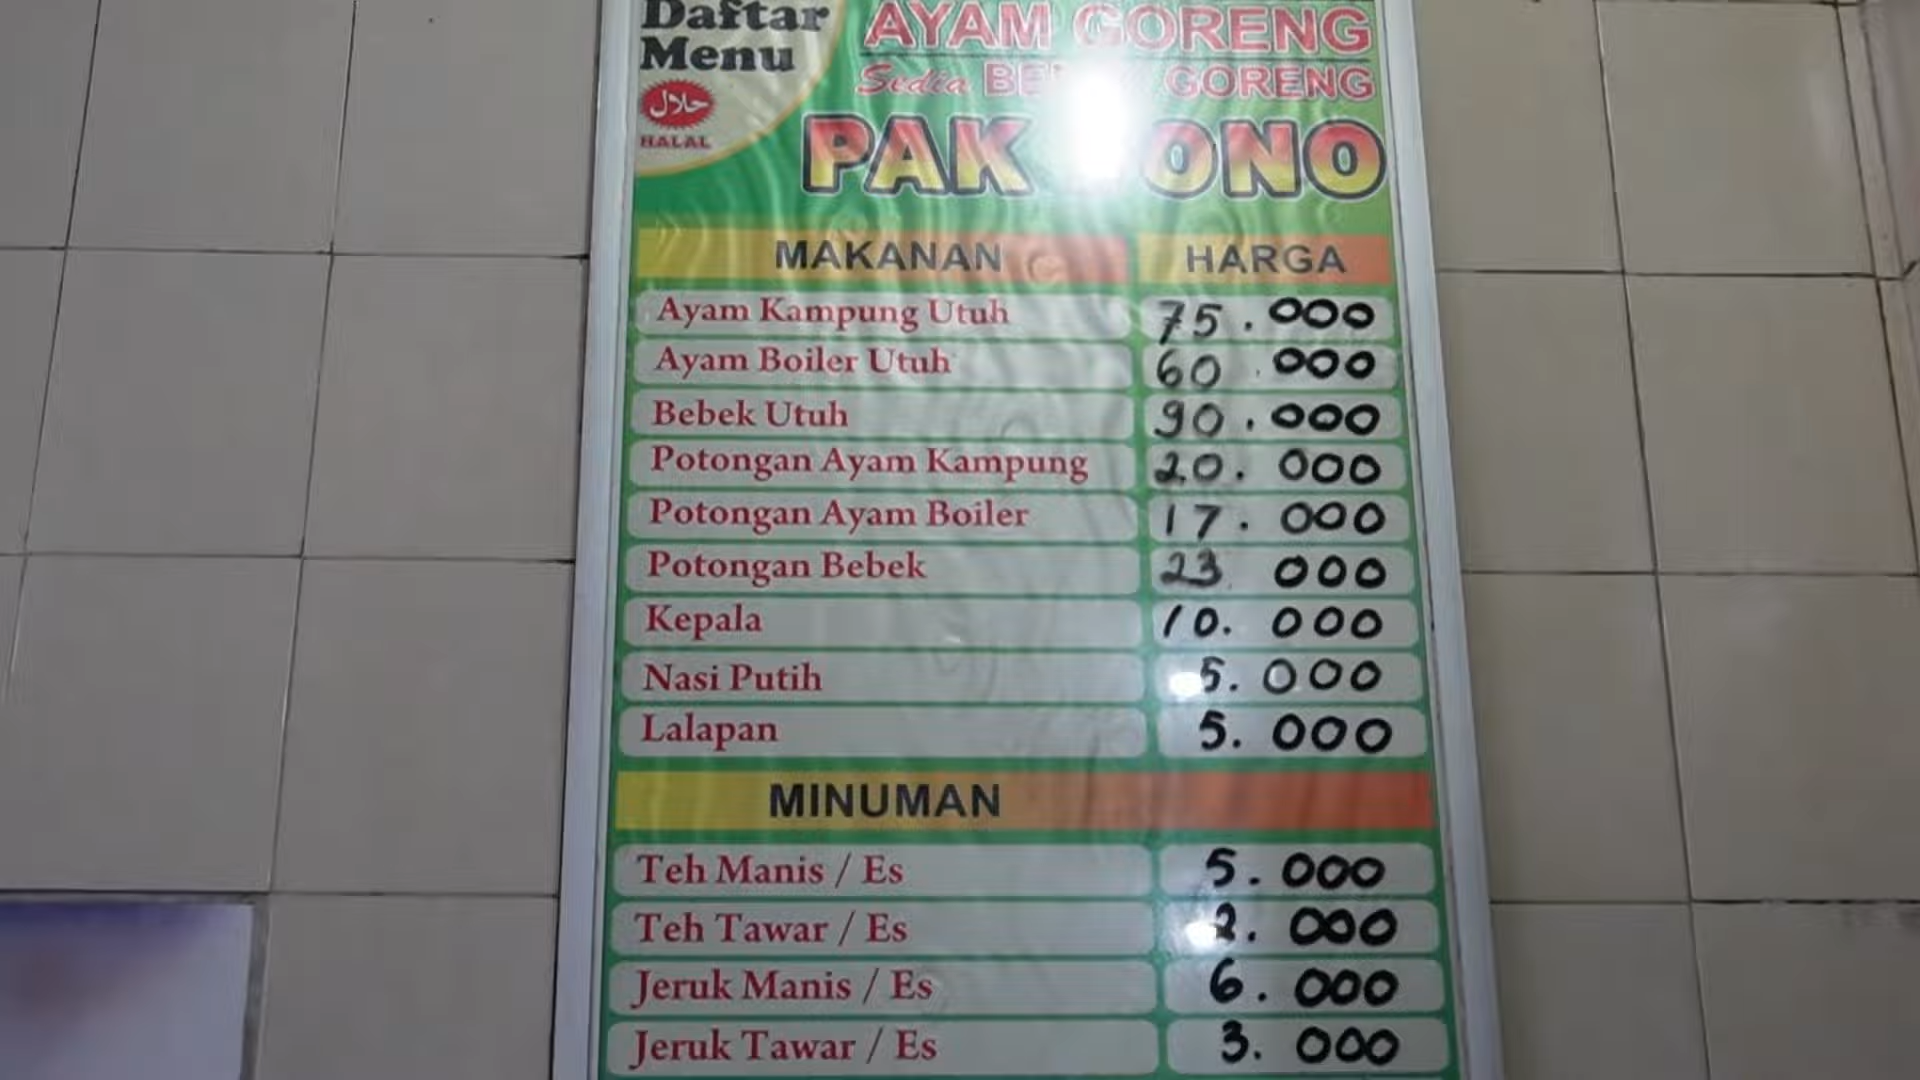 Daftar
Menu
حلال
HALAL
AYAM GORENG
Sedia GORENG
PAK
MAKANAN HARGA
Ayam Kampung Utuh 75.000
Ayam Boiler Utuh 60.000
Bebek Utuh 90.000
Potongan Ayam Kampung 20.000
Potongan Ayam Boiler 17.000
Potongan Bebek 23 000
Kepala 10.000
Nasi Putih 5.000
Lalapan 5.000
MINUMAN
Teh Manis / Es 5.000
Teh Tawar / Es 2.000
Jeruk Manis / Es 6.000
Jeruk Tawar / Es 3.000